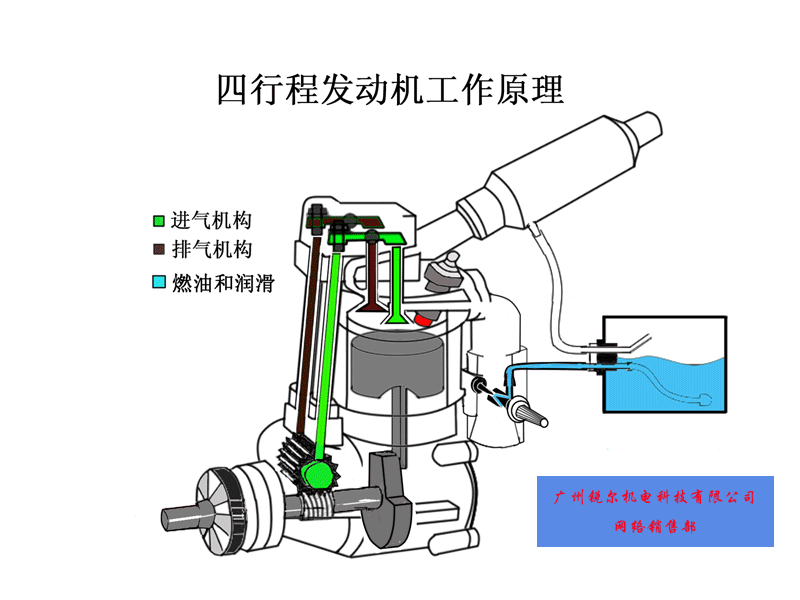 四行程发动机工作原理
进气机构
排气机构
燃油和润滑
广州锐尔机电科技有限公司
网络销售部